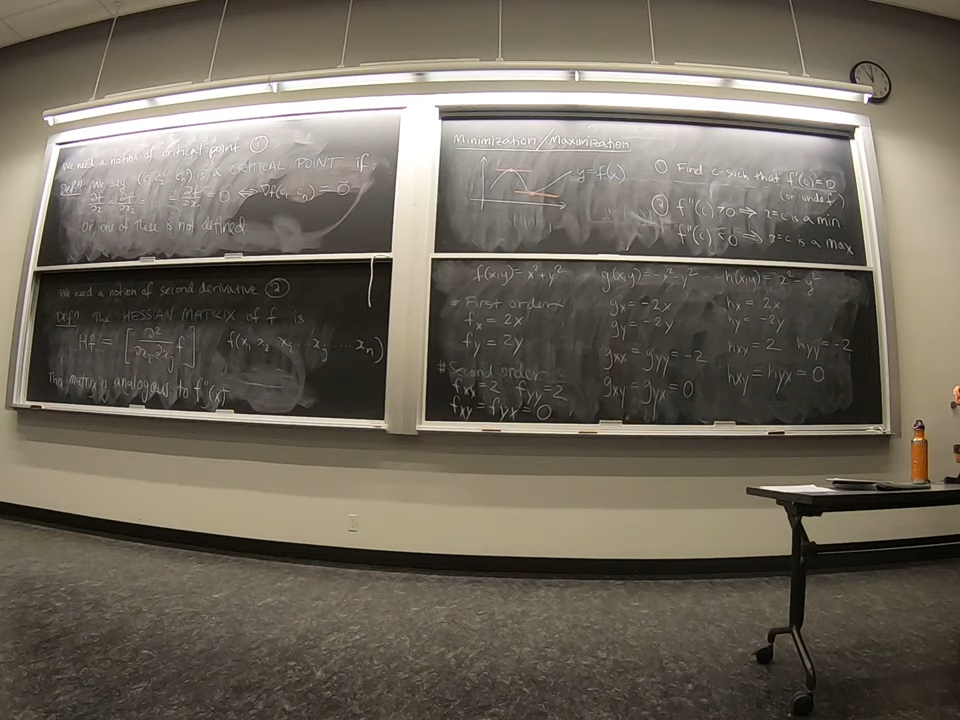 We need a notion of "critical point" ①
Defn We say (c₁, c₂, ..., cₙ) is a CRITICAL POINT if
∂f/∂x₁ = ∂f/∂x₂ = ... = ∂f/∂xₙ = 0 ⟺ ∇f(c₁ ... cₙ) = 0⃗
Or one of these is not defined.
We need a notion of second derivative ②
Defn The HESSIAN MATRIX of f is
Hf = [ ∂²/∂xᵢ∂xⱼ f ] f(x₁ x₂ .. xᵢ ... xⱼ .... xₙ)
This matrix is analogous to f''(x)
Minimization/Maximization
y=f(x)
① Find c such that f'(c)=0
(or undef)
② f''(c)>0 ⟹ x=c is a min
f''(c)<0 ⟹ x=c is a max
f(x,y)=x²+y²
# First order
fx = 2x
fy = 2y
# Second order
fxx=2 fyy=2
fxy=fyx=0
g(x,y)=-x²-y²
gx=-2x
gy=-2y
gxx=gyy=-2
gxy=gyx=0
h(x,y)=x²-y²
hx=2x
hy=-2y
hxx=2 hyy=-2
hxy=hyx=0